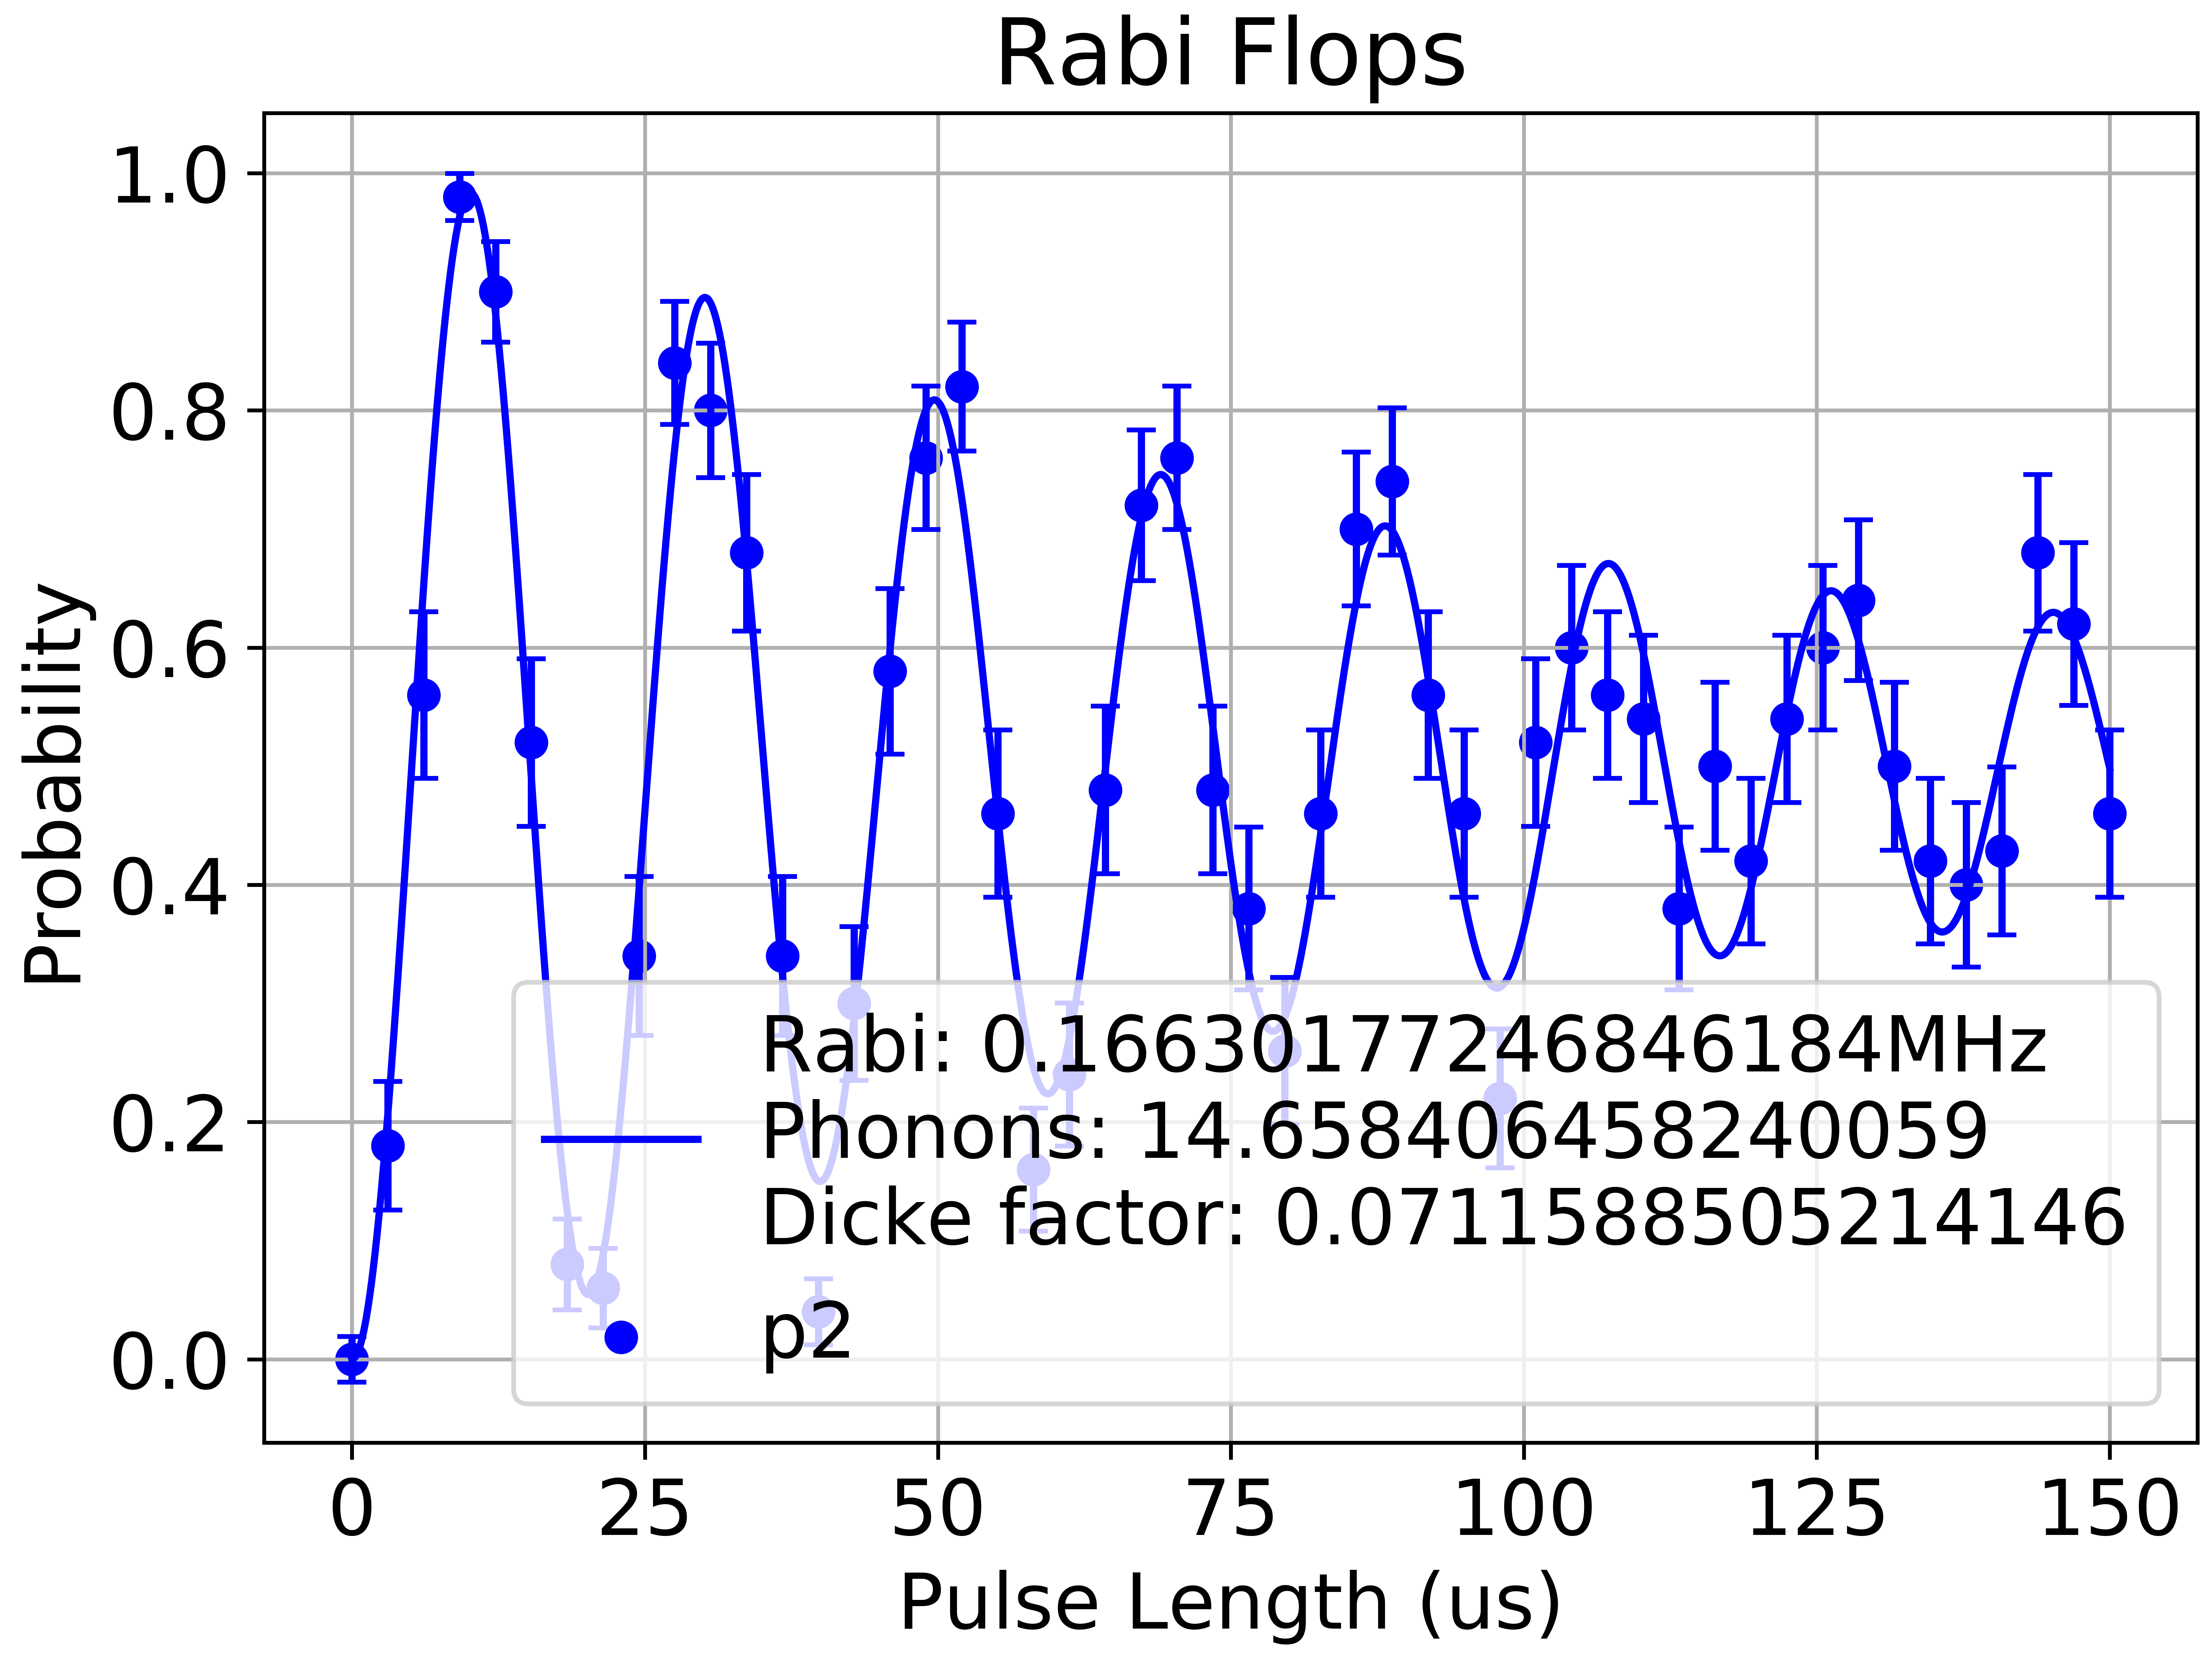 Rabi Flops
Probability
1.0
0.8
0.6
0.4
0.2
0.0
Rabi: 0.16630177246846184MHz
Phonons: 14.658406458240059
Dicke factor: 0.0711588505214146
p2
0 25 50 75 100 125 150
Pulse Length (us)